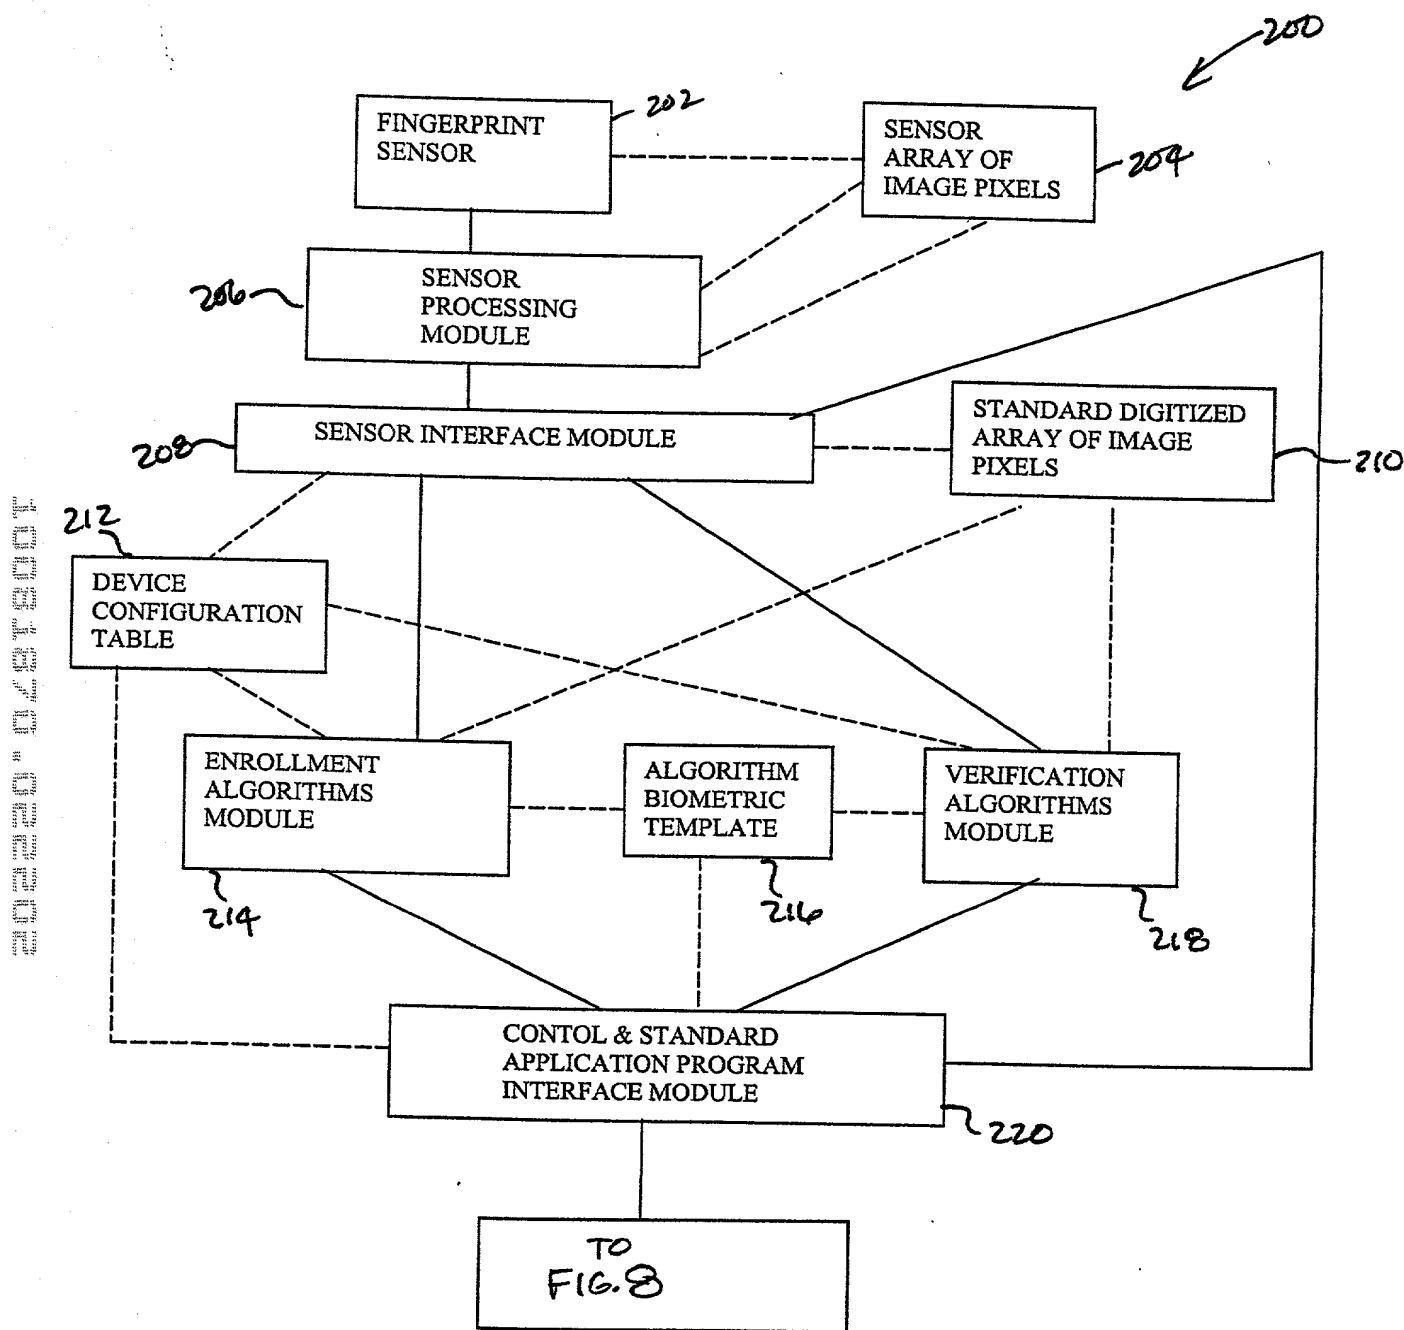 200
FINGERPRINT
SENSOR
202
SENSOR
ARRAY OF
IMAGE PIXELS
204
SENSOR
PROCESSING
MODULE
206
SENSOR INTERFACE MODULE
208
STANDARD DIGITIZED
ARRAY OF IMAGE
PIXELS
210
212
DEVICE
CONFIGURATION
TABLE
ENROLLMENT
ALGORITHMS
MODULE
214
ALGORITHM
BIOMETRIC
TEMPLATE
216
VERIFICATION
ALGORITHMS
MODULE
218
CONTOL & STANDARD
APPLICATION PROGRAM
INTERFACE MODULE
220
TO
FIG. 8
10081870.022202